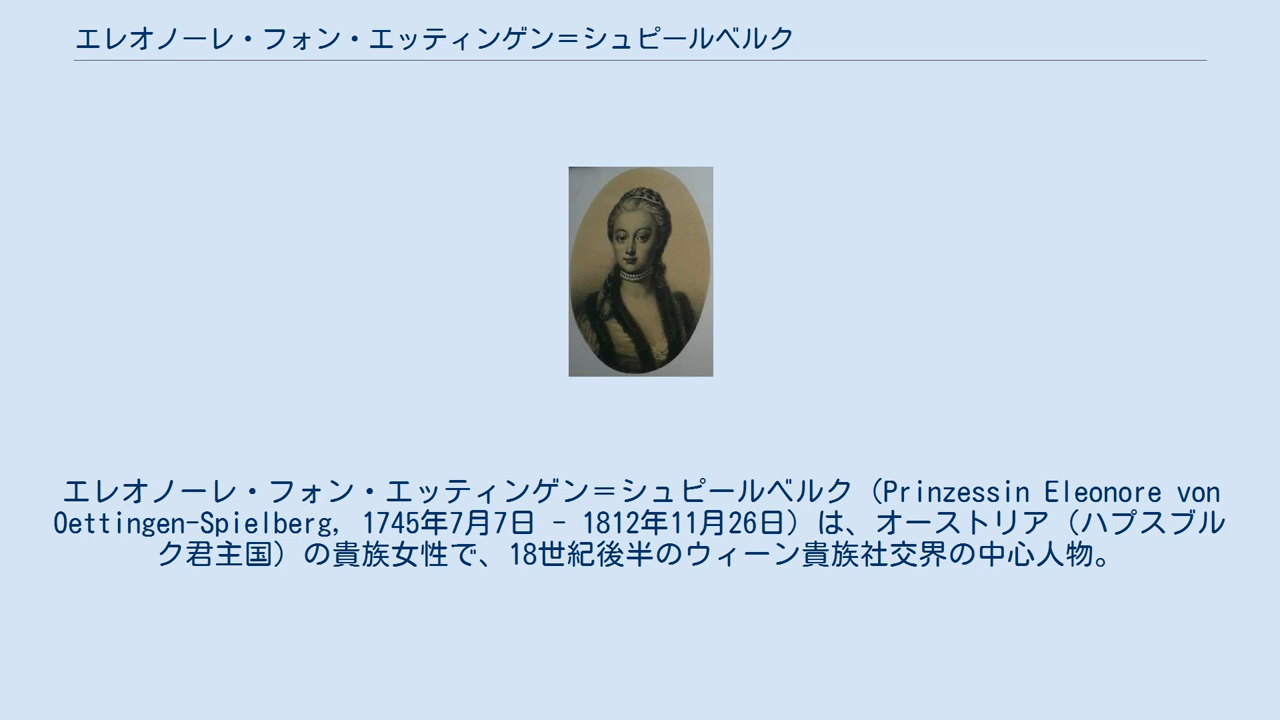 エレオノーレ・フォン・エッティンゲン＝シュピールベルク
エレオノーレ・フォン・エッティンゲン＝シュピールベルク（Prinzessin Eleonore von
Oettingen-Spielberg, 1745年7月7日 - 1812年11月26日）は、オーストリア（ハプスブル
ク君主国）の貴族女性で、18世紀後半のウィーン貴族社交界の中心人物。